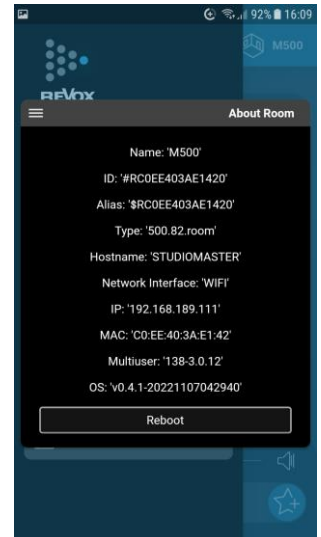 92% 16:09
M500
REVOX
About Room
Name: 'M500'
ID: '#RC0EE403AE1420'
Alias: '$RC0EE403AE1420'
Type: '500.82.room'
Hostname: 'STUDIOMASTER'
Network Interface: 'WIFI'
IP: '192.168.189.111'
MAC: 'C0:EE:40:3A:E1:42'
Multiuser: '138-3.0.12'
OS: 'v0.4.1-20221107042940'
Reboot